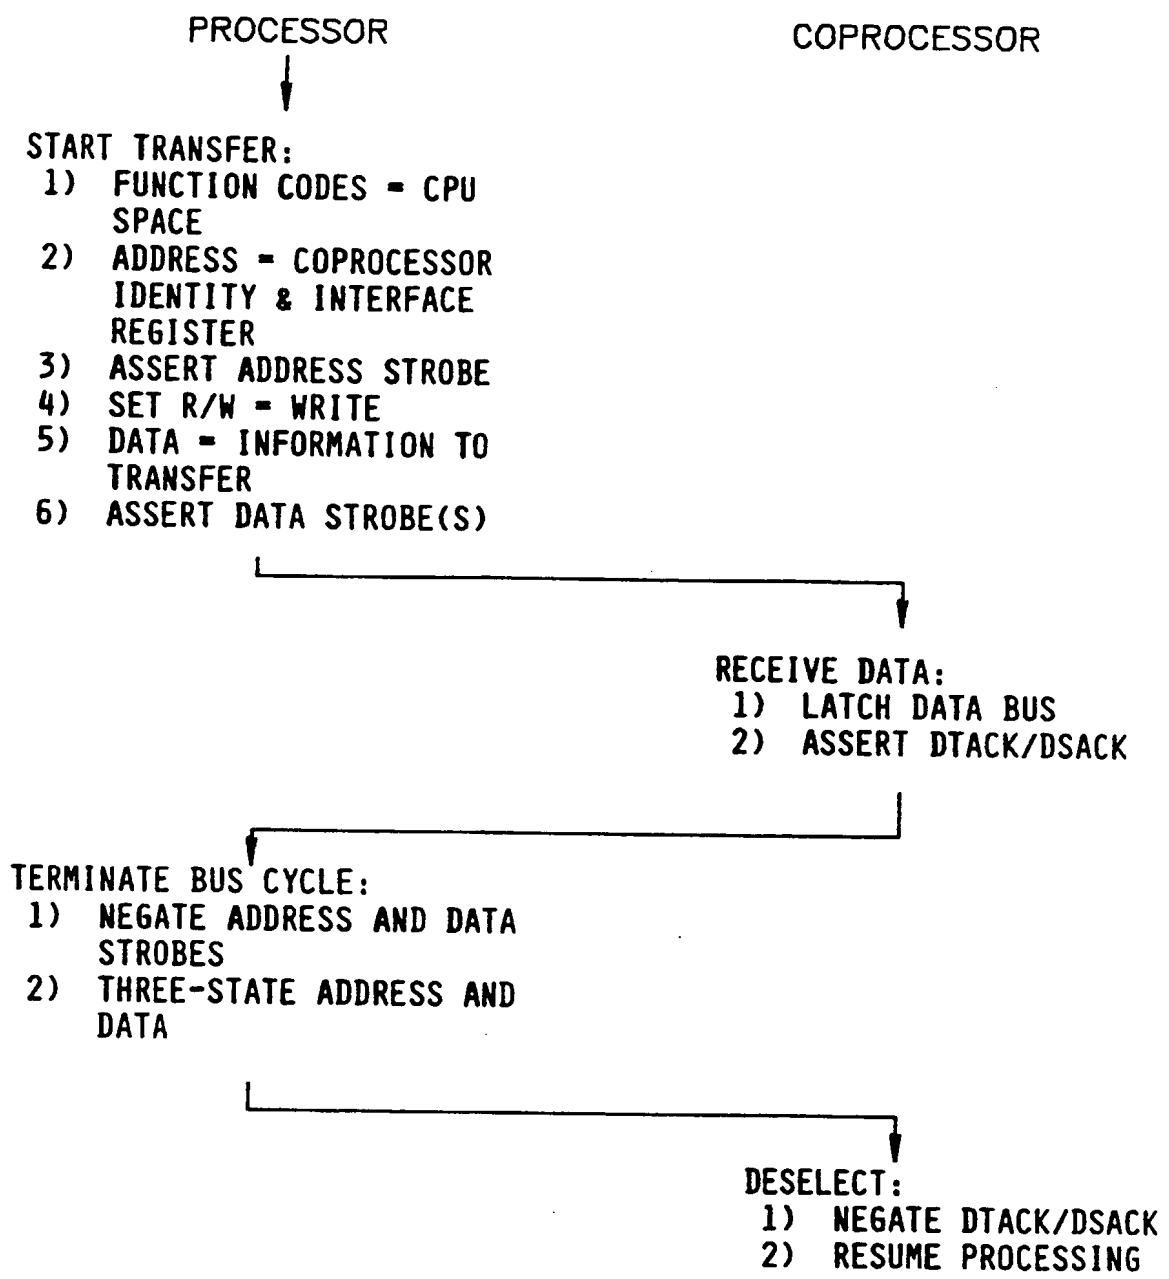 PROCESSOR
COPROCESSOR
START TRANSFER:
1) FUNCTION CODES = CPU
SPACE
2) ADDRESS = COPROCESSOR
IDENTITY & INTERFACE
REGISTER
3) ASSERT ADDRESS STROBE
4) SET R/W = WRITE
5) DATA = INFORMATION TO
TRANSFER
6) ASSERT DATA STROBE(S)
RECEIVE DATA:
1) LATCH DATA BUS
2) ASSERT DTACK/DSACK
TERMINATE BUS CYCLE:
1) NEGATE ADDRESS AND DATA
STROBES
2) THREE-STATE ADDRESS AND
DATA
DESELECT:
1) NEGATE DTACK/DSACK
2) RESUME PROCESSING